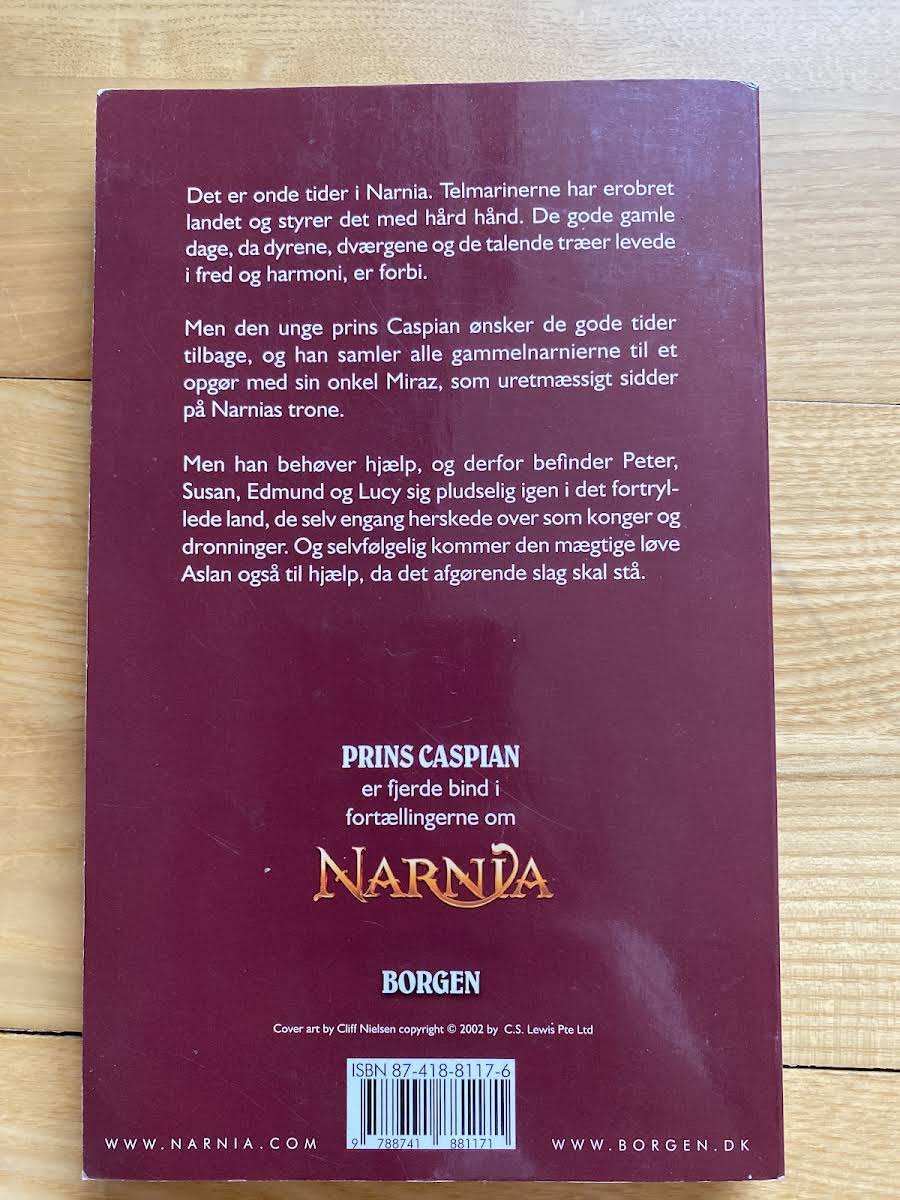 Det er onde tider i Narnia. Telmarinerne har erobret
landet og styrer det med hård hånd. De gode gamle
dage, da dyrene, dværgene og de talende træer levede
i fred og harmoni, er forbi.
Men den unge prins Caspian ønsker de gode tider
tilbage, og han samler alle gammelnarnierne til et
opgør med sin onkel Miraz, som uretmæssigt sidder
på Narnias trone.
Men han behøver hjælp, og derfor befinder Peter,
Susan, Edmund og Lucy sig pludselig igen i det fortryl-
lede land, de selv engang herskede over som konger og
dronninger. Og selvfølgelig kommer den mægtige løve
Aslan også til hjælp, da det afgørende slag skal stå.
PRINS CASPIAN
er fjerde bind i
fortællingerne om
NARNIA
BORGEN
Cover art by Cliff Nielsen copyright © 2002 by C.S. Lewis Pte Ltd
ISBN 87-418-8117-6
9 788741 881171
WWW.NARNIA.COM
WWW.BORGEN.DK